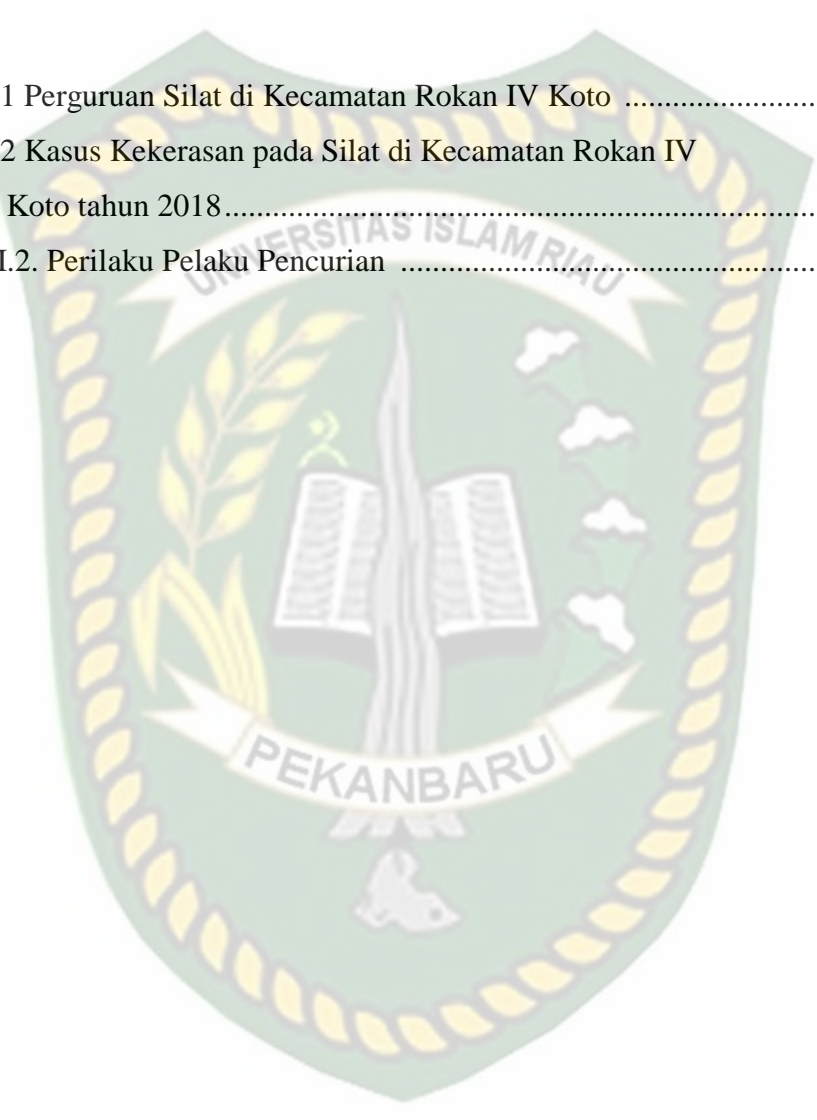 1 Perguruan Silat di Kecamatan Rokan IV Koto ........................
2 Kasus Kekerasan pada Silat di Kecamatan Rokan IV
Koto tahun 2018..........................................................................
I.2. Perilaku Pelaku Pencurian ....................................................
UNIVERSITAS ISLAM RIAU
PEKANBARU